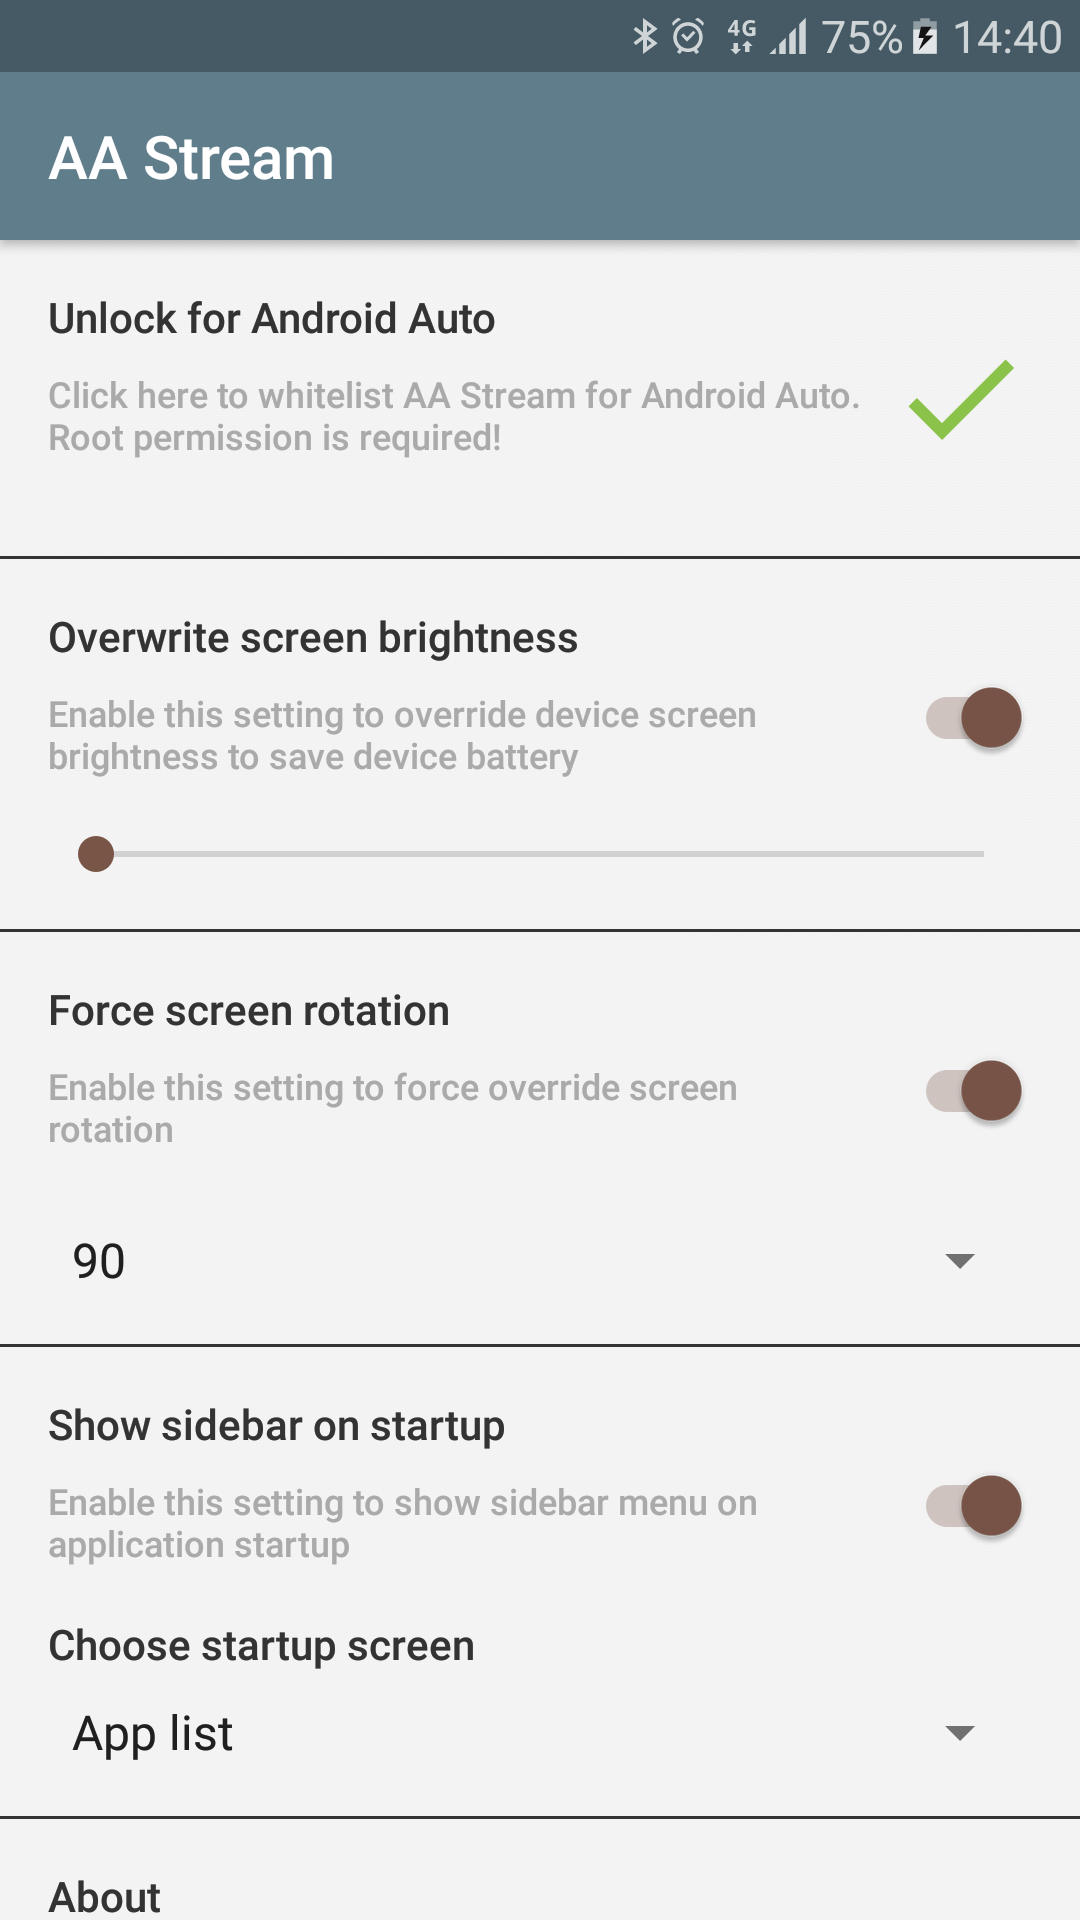 4G 75% 14:40
AA Stream
Unlock for Android Auto
Click here to whitelist AA Stream for Android Auto.
Root permission is required!
Overwrite screen brightness
Enable this setting to override device screen
brightness to save device battery
Force screen rotation
Enable this setting to force override screen
rotation
90
Show sidebar on startup
Enable this setting to show sidebar menu on
application startup
Choose startup screen
App list
About